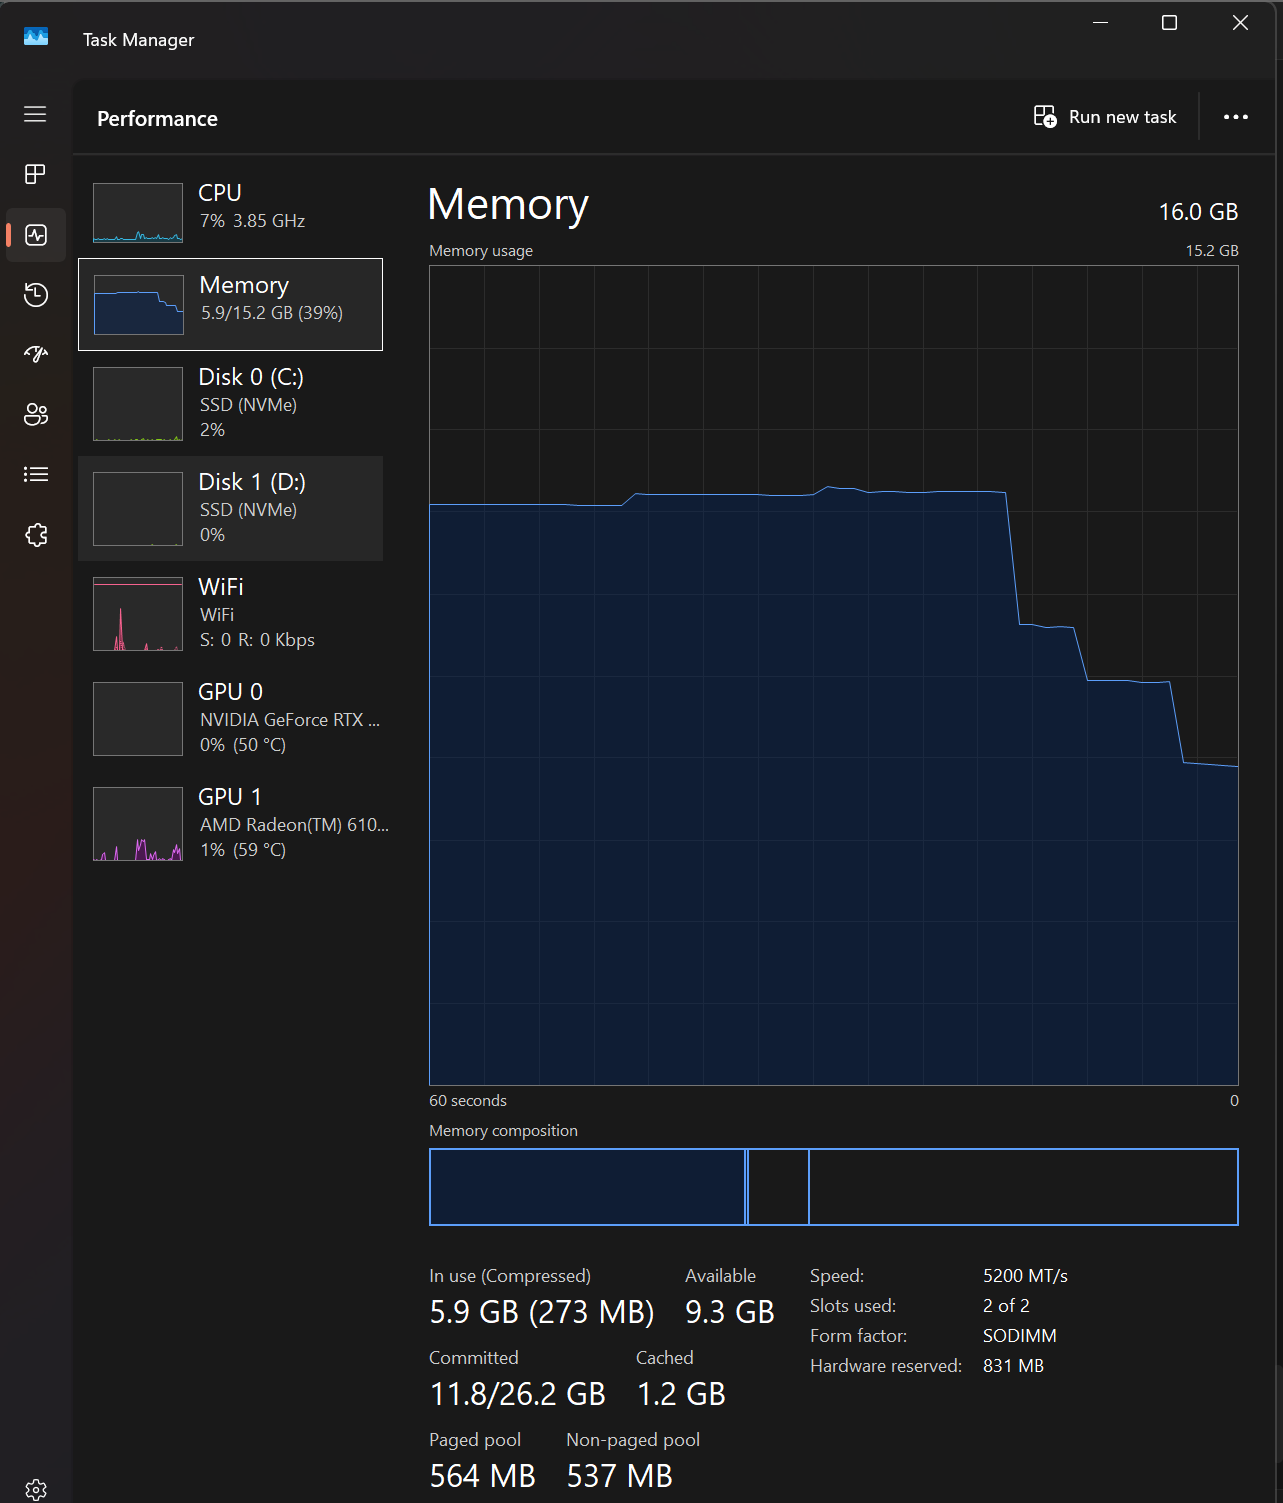 Task Manager
Performance
Run new task
CPU
7% 3.85 GHz
Memory
5.9/15.2 GB (39%)
Disk 0 (C:)
SSD (NVMe)
2%
Disk 1 (D:)
SSD (NVMe)
0%
WiFi
WiFi
S: 0 R: 0 Kbps
GPU 0
NVIDIA GeForce RTX ...
0% (50 °C)
GPU 1
AMD Radeon(TM) 610...
1% (59 °C)
Memory
16.0 GB
Memory usage
15.2 GB
60 seconds
0
Memory composition
In use (Compressed)
5.9 GB (273 MB)
Available
9.3 GB
Committed
11.8/26.2 GB
Cached
1.2 GB
Paged pool
564 MB
Non-paged pool
537 MB
Speed: 5200 MT/s
Slots used: 2 of 2
Form factor: SODIMM
Hardware reserved: 831 MB